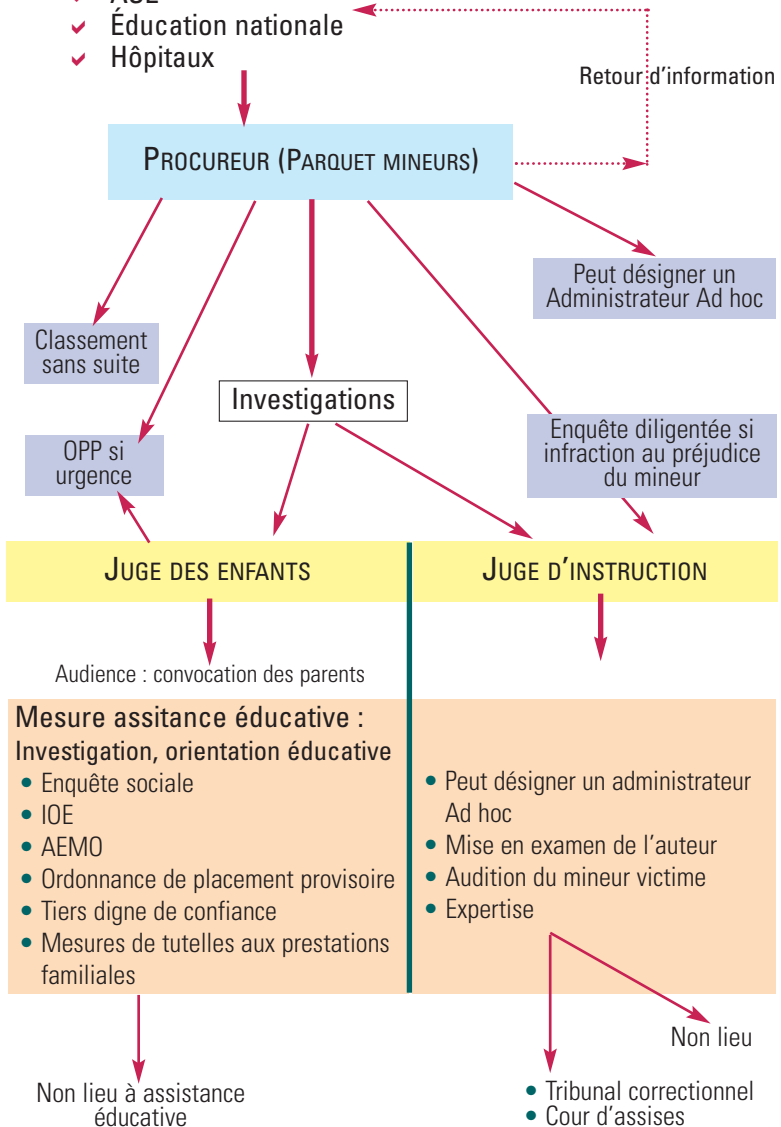 ✓ Éducation nationale
✓ Hôpitaux
Retour d'information
PROCUREUR (PARQUET MINEURS)
Peut désigner un
Administrateur Ad hoc
Classement
sans suite
Investigations
Enquête diligentée si
infraction au préjudice
du mineur
OPP si
urgence
JUGE DES ENFANTS
JUGE D'INSTRUCTION
Audience : convocation des parents
Mesure assitance éducative :
Investigation, orientation éducative
• Enquête sociale
• IOE
• AEMO
• Ordonnance de placement provisoire
• Tiers digne de confiance
• Mesures de tutelles aux prestations
familiales
• Peut désigner un administrateur
Ad hoc
• Mise en examen de l'auteur
• Audition du mineur victime
• Expertise
Non lieu
Non lieu à assistance
éducative
• Tribunal correctionnel
• Cour d'assises